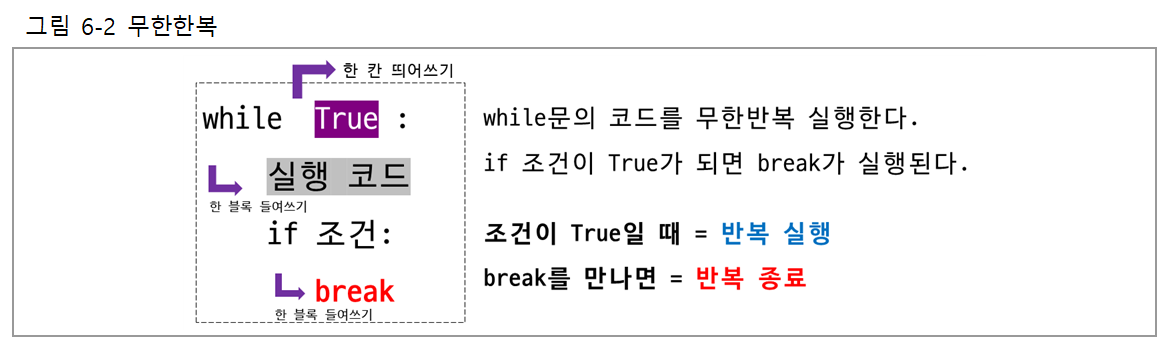 그림 6-2 무한한복
한 칸 띄어쓰기
while True :
실행 코드
한 블록 들여쓰기
if 조건:
break
한 블록 들여쓰기
while문의 코드를 무한반복 실행한다.
if 조건이 True가 되면 break가 실행된다.
조건이 True일 때 = 반복 실행
break를 만나면 = 반복 종료